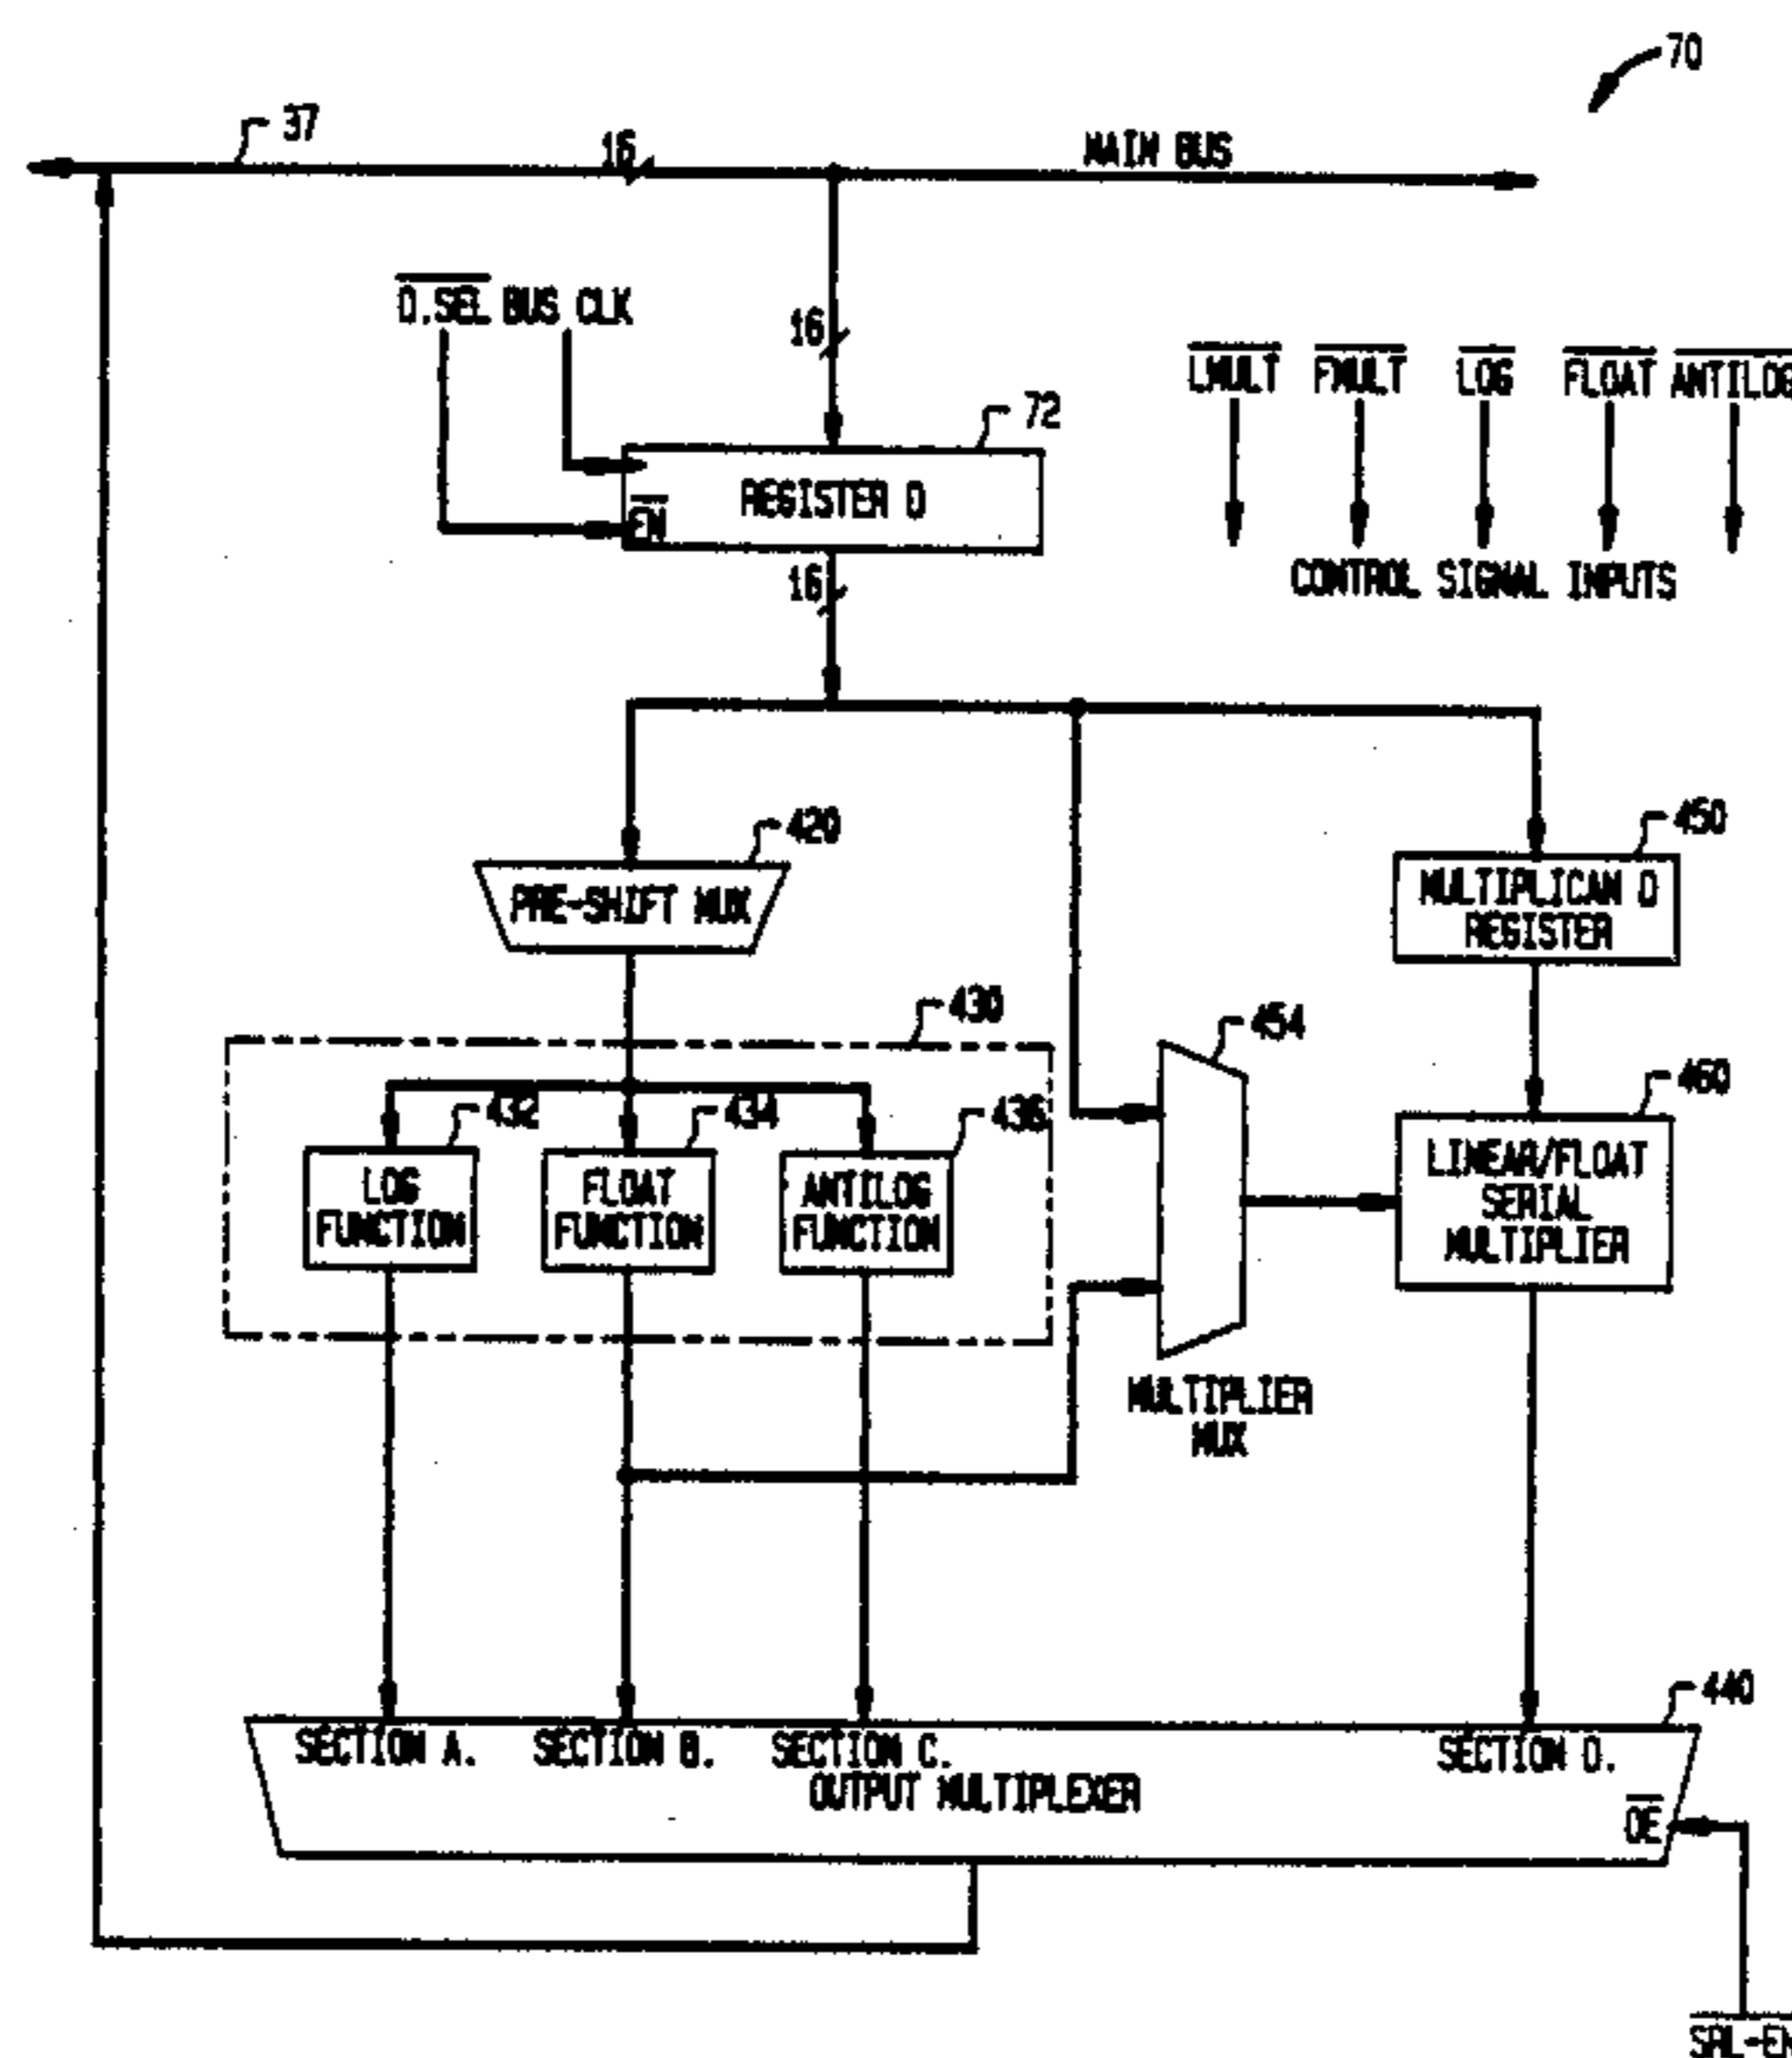 70
37
16
MAIN BUS
D.SEL BUS CLK
16
LMULT FMULT LOG FLOAT ANTILOG
72
REGISTER D
EN
CONTROL SIGNAL INPUTS
16
420
PRE-SHIFT MUX
450
MULTIPLICAN D
REGISTER
430
454
432
434
436
460
LOG
FUNCTION
FLOAT
FUNCTION
ANTILOG
FUNCTION
LINEAR/FLOAT
SERIAL
MULTIPLIER
MULTIPLIER
MUX
440
SECTION A. SECTION B. SECTION C. SECTION D.
OUTPUT MULTIPLEXER
OE